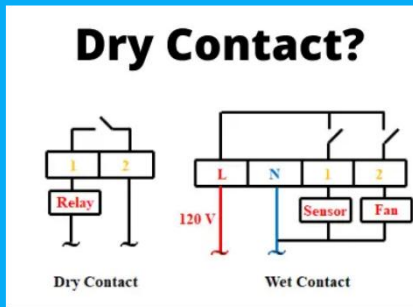 Dry Contact?
1 2
Relay
Dry Contact
L N 1 2
120 V
Sensor Fan
Wet Contact